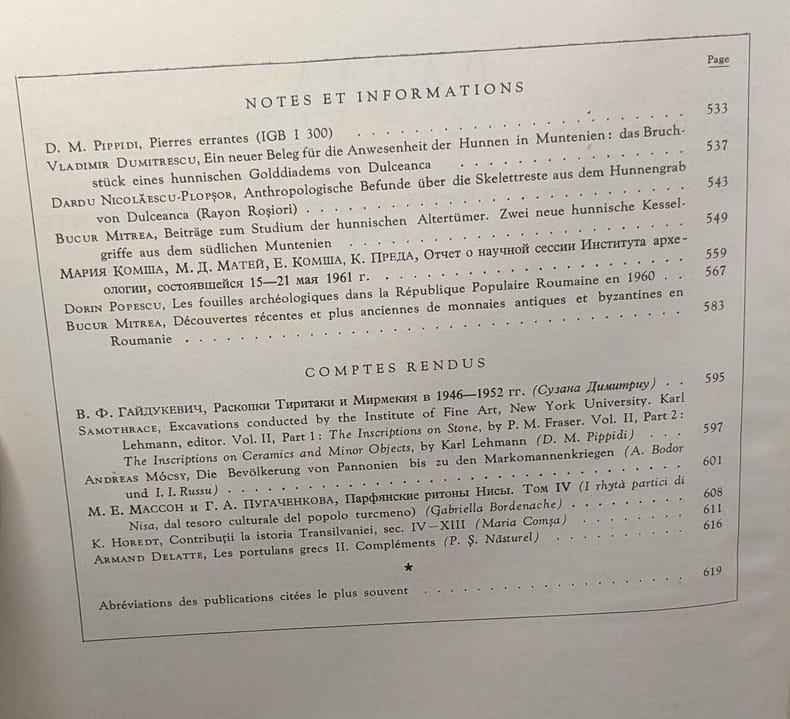 Page
NOTES ET INFORMATIONS
D. M. PIPPIDI, Pierres errantes (IGB I 300) . . . . . . . . . . . . . . . . . 533
VLADIMIR DUMITRESCU, Ein neuer Beleg für die Anwesenheit der Hunnen in Muntenien: das Bruch-
stück eines hunnischen Golddiadems von Dulceanca . . . . . . . . . . . . 537
DARDU NICOLĂESCU-PLOPȘOR, Anthropologische Befunde über die Skelettreste aus dem Hunnengrab
von Dulceanca (Rayon Roșiori) . . . . . . . . . . . . . . . . . . . . 543
BUCUR MITREA, Beiträge zum Studium der hunnischen Altertümer. Zwei neue hunnische Kessel-
griffe aus dem südlichen Muntenien . . . . . . . . . . . . . . . . . . 549
МАРИЯ КОМША, М. Д. МАТЕЙ, Е. КОМША, К. ПРЕДА, Отчет о научной сессии Института архе-
ологии, состоявшейся 15—21 мая 1961 г. . . . . . . . . . . . . . . . . 559
DORIN POPESCU, Les fouilles archéologiques dans la République Populaire Roumaine en 1960 . . 567
BUCUR MITREA, Découvertes récentes et plus anciennes de monnaies antiques et byzantines en
Roumanie . . . . . . . . . . . . . . . . . . . . . . . . . . . . . . 583
COMPTES RENDUS
В. Ф. ГАЙДУКЕВИЧ, Раскопки Тиритаки и Мирмекия в 1946—1952 гг. (Сузана Димитриу) . . 595
SAMOTHRACE, Excavations conducted by the Institute of Fine Art, New York University. Karl
Lehmann, editor. Vol. II, Part 1: The Inscriptions on Stone, by P. M. Fraser. Vol. II, Part 2:
The Inscriptions on Ceramics and Minor Objects, by Karl Lehmann (D. M. Pippidi) . . . 597
ANDREAS MÓCSY, Die Bevölkerung von Pannonien bis zu den Markomannenkriegen (A. Bodor
und I. I. Russu) . . . . . . . . . . . . . . . . . . . . . . . . . . . 601
М. Е. МАССОН и Г. А. ПУГАЧЕНКОВА, Парфянские ритоны Нисы. Том IV (I rhytà partici di
Nisa, dal tesoro culturale del popolo turcmeno) (Gabriella Bordenache) . . . . . . . 608
K. HOREDT, Contribuții la istoria Transilvaniei, sec. IV—XIII (Maria Comșa) . . . . . . 611
ARMAND DELATTE, Les portulans grecs II. Compléments (P. Ș. Năsturel) . . . . . . . . 616
★
Abréviations des publications citées le plus souvent . . . . . . . . . . . . . . . 619